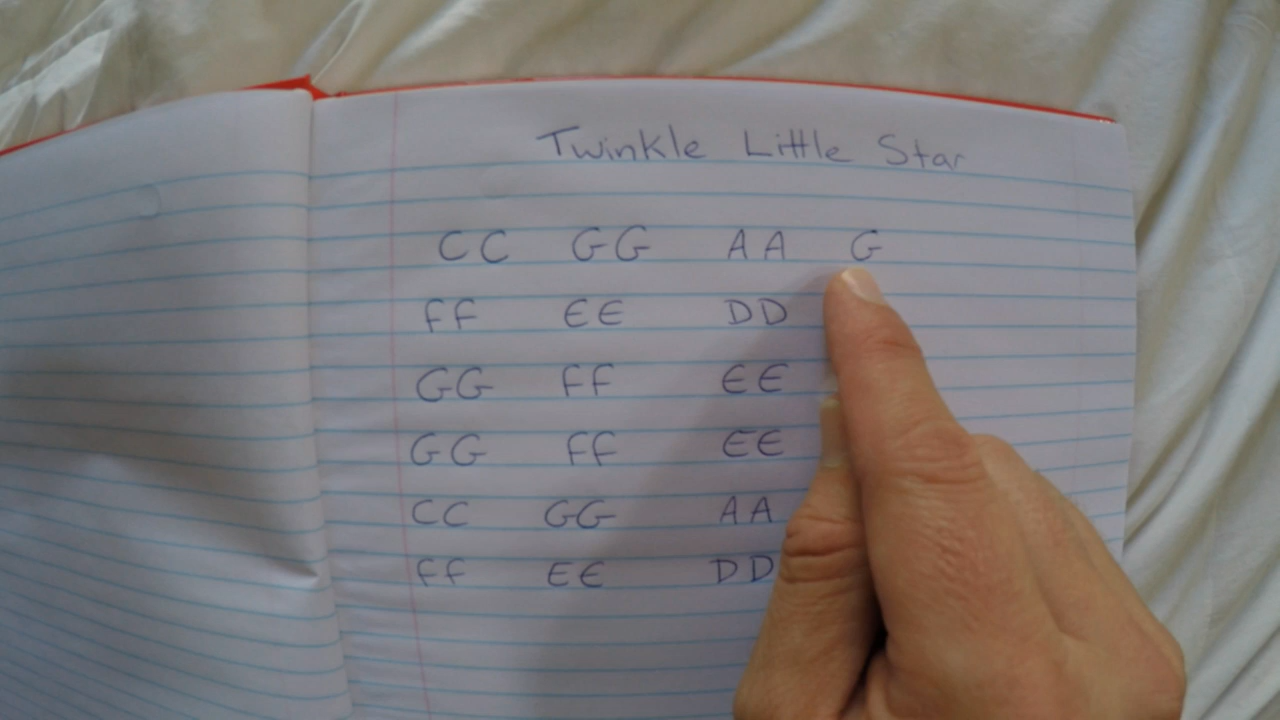 Twinkle Little Star
CC GG AA G
FF EE DD
GG FF EE
GG FF EE
CC GG AA
FF EE DD